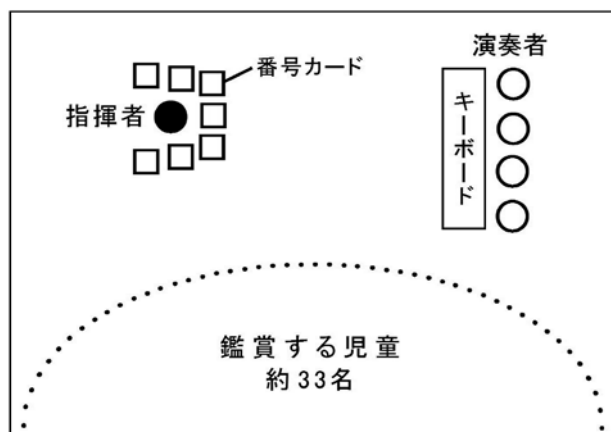 演奏者
番号カード
指揮者
キーボード
鑑賞する児童
約33名